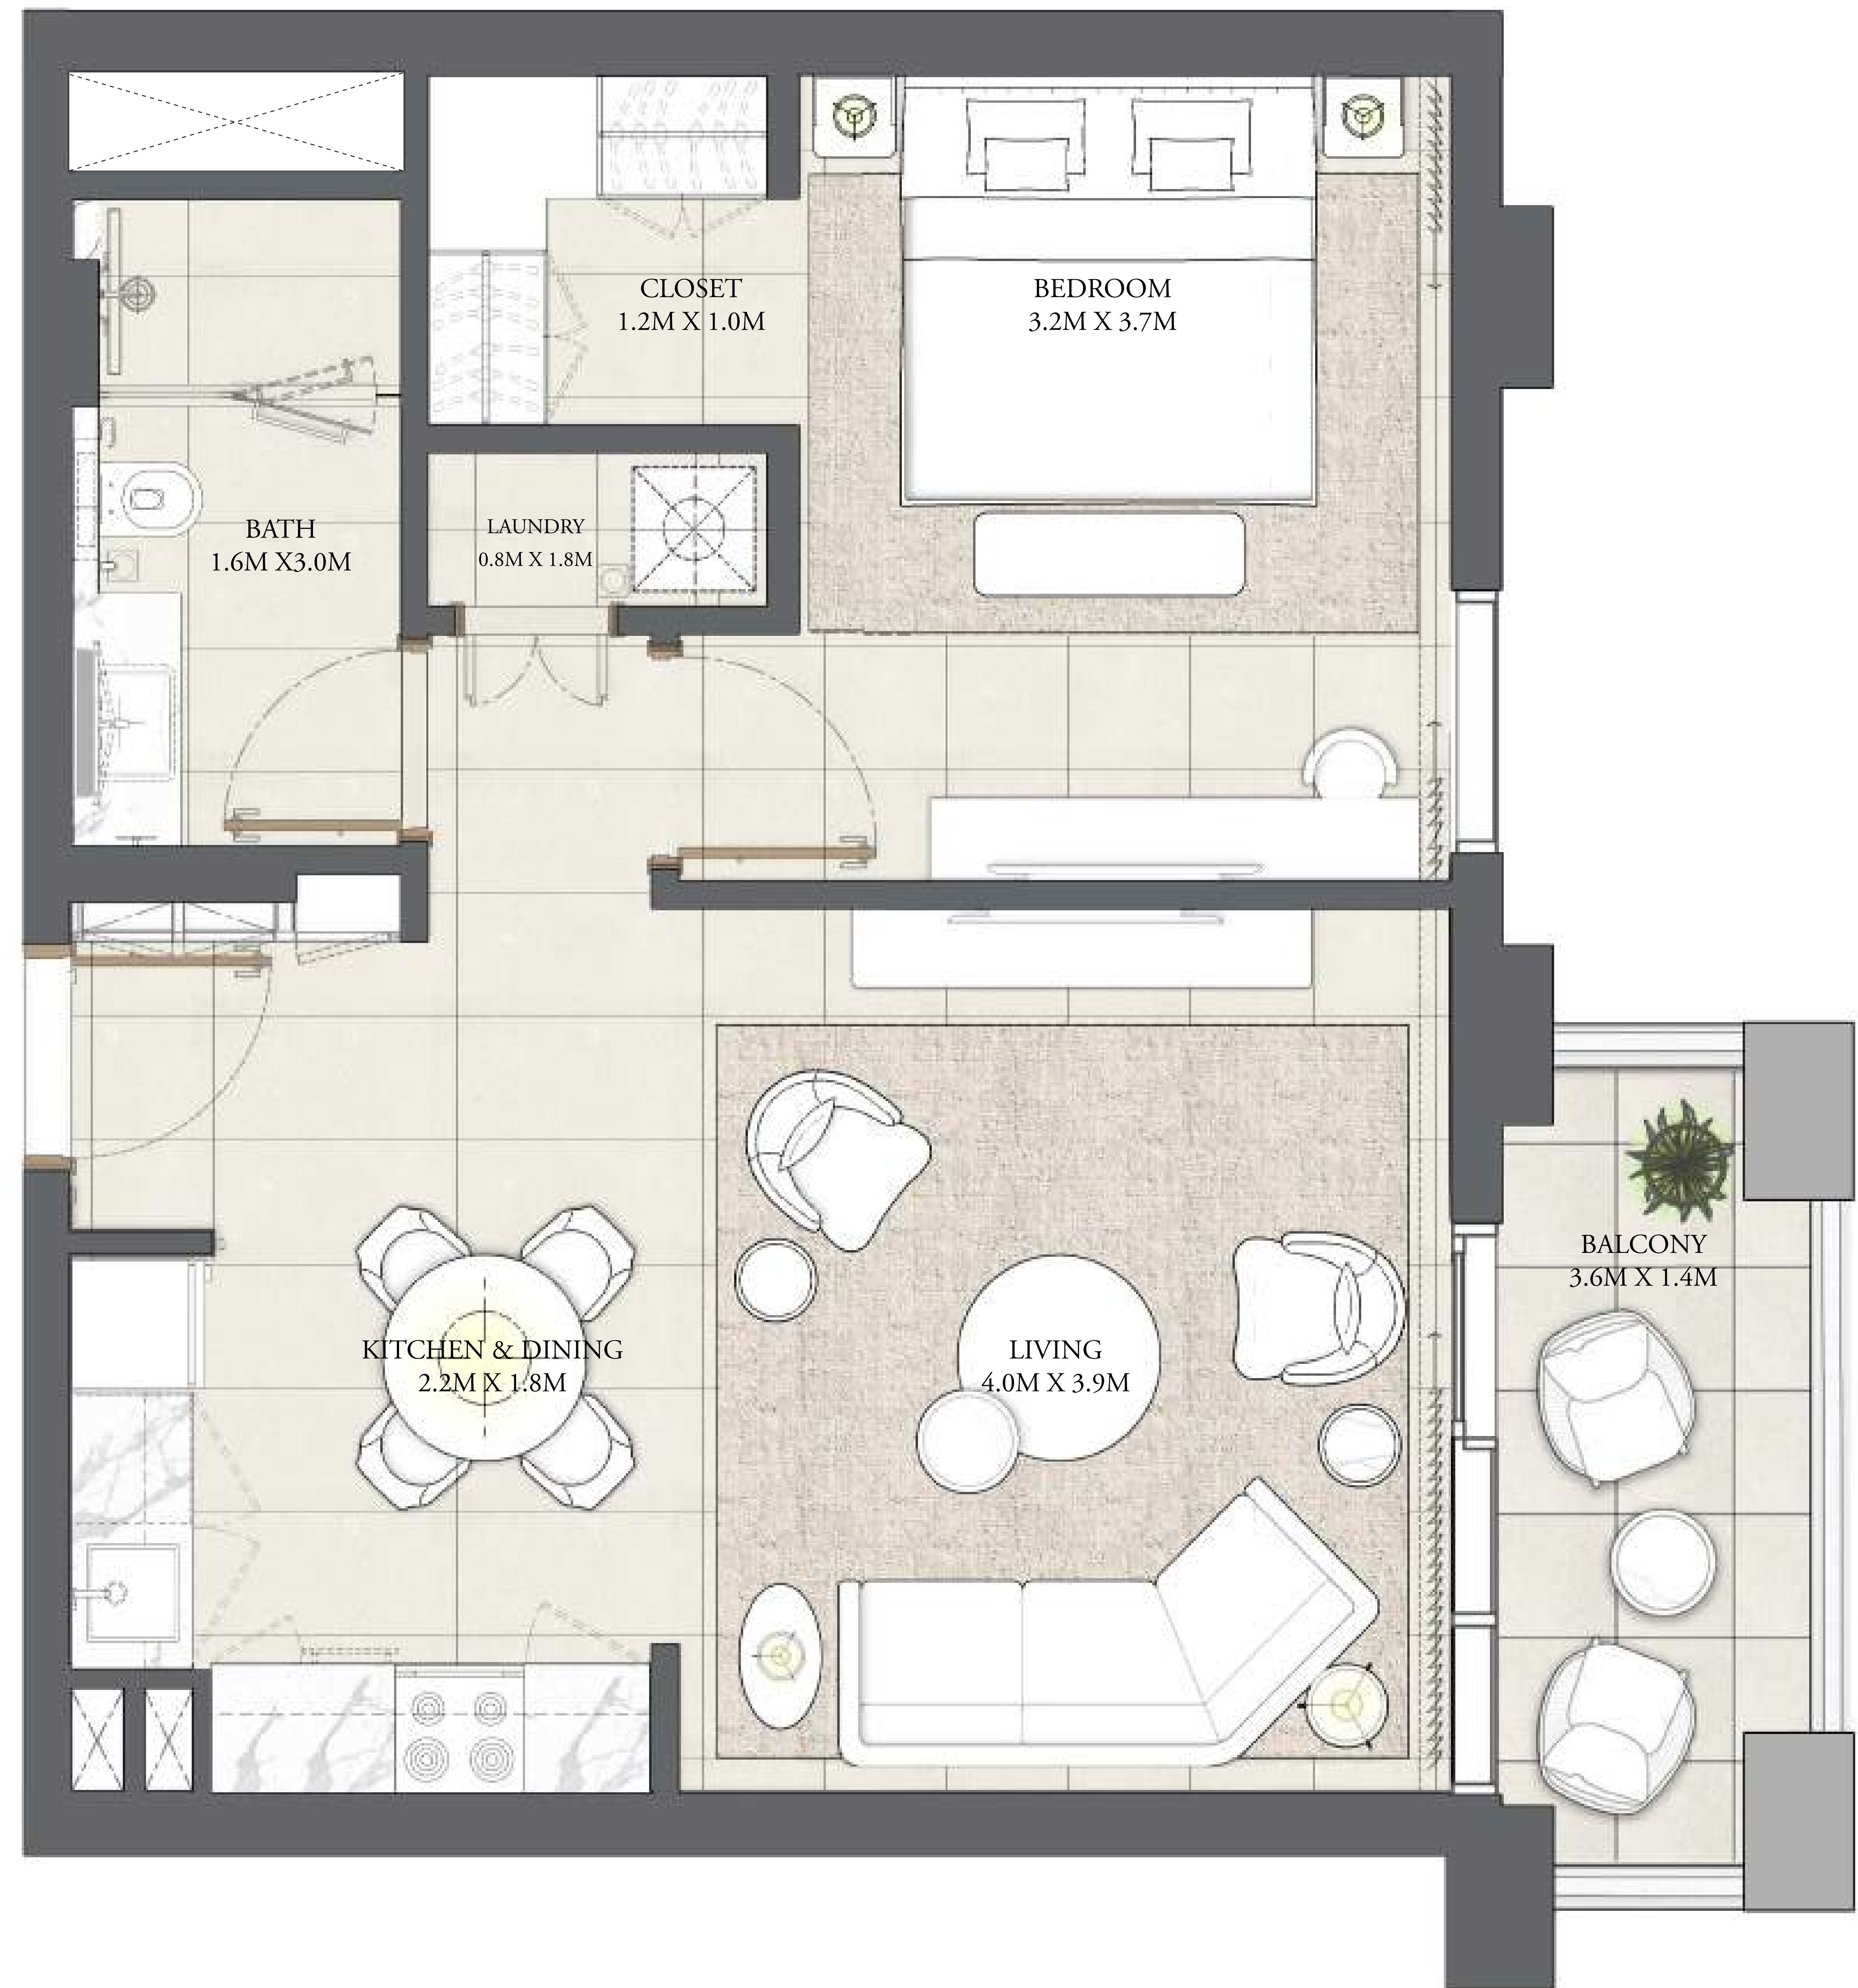 CLOSET
1.2M X 1.0M
BEDROOM
3.2M X 3.7M
BATH
1.6M X3.0M
LAUNDRY
0.8M X 1.8M
BALCONY
3.6M X 1.4M
KITCHEN & DINING
2.2M X 1.8M
LIVING
4.0M X 3.9M